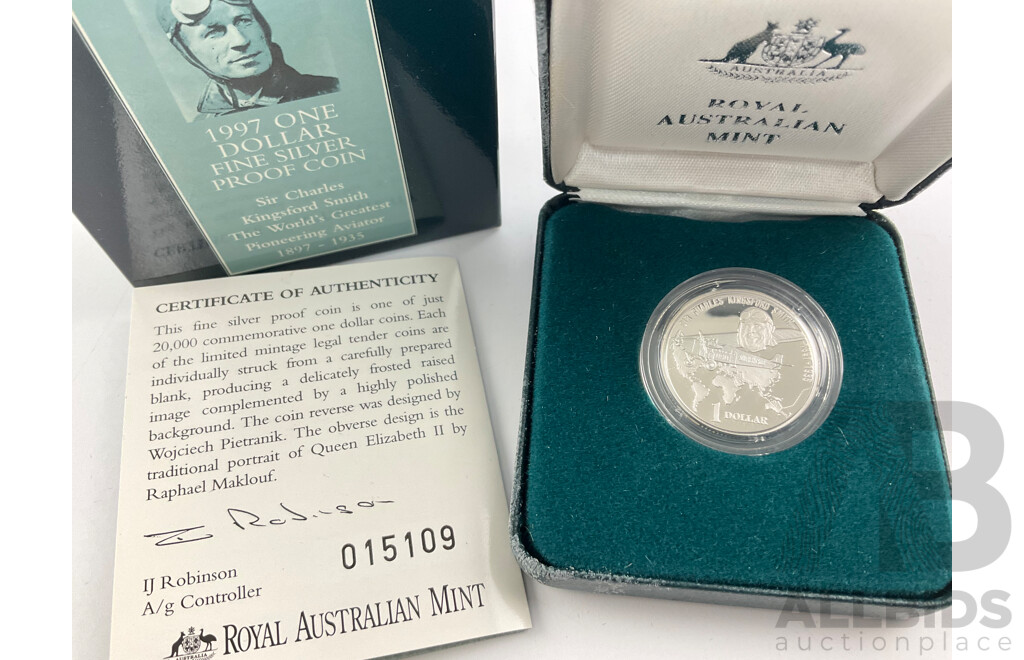 1997 ONE
DOLLAR
FINE SILVER
PROOF COIN
Sir Charles
Kingsford Smith
The World's Greatest
Pioneering Aviator
1897 - 1935
CERTIFICATE OF AUTHENTICITY
This fine silver proof coin is one of just
20,000 commemorative one dollar coins. Each
of the limited mintage legal tender coins are
individually struck from a carefully prepared
blank, producing a delicately frosted raised
image complemented by a highly polished
background. The coin reverse was designed by
Wojciech Pietranik. The obverse design is the
traditional portrait of Queen Elizabeth II by
Raphael Maklouf.
Robinson
015109
IJ Robinson
A/g Controller
ROYAL AUSTRALIAN MINT
AUSTRALIA
ROYAL
AUSTRALIAN
MINT
CHARLES KINGSFORD
1 DOLLAR
B
ALLBIDS
auctionplace